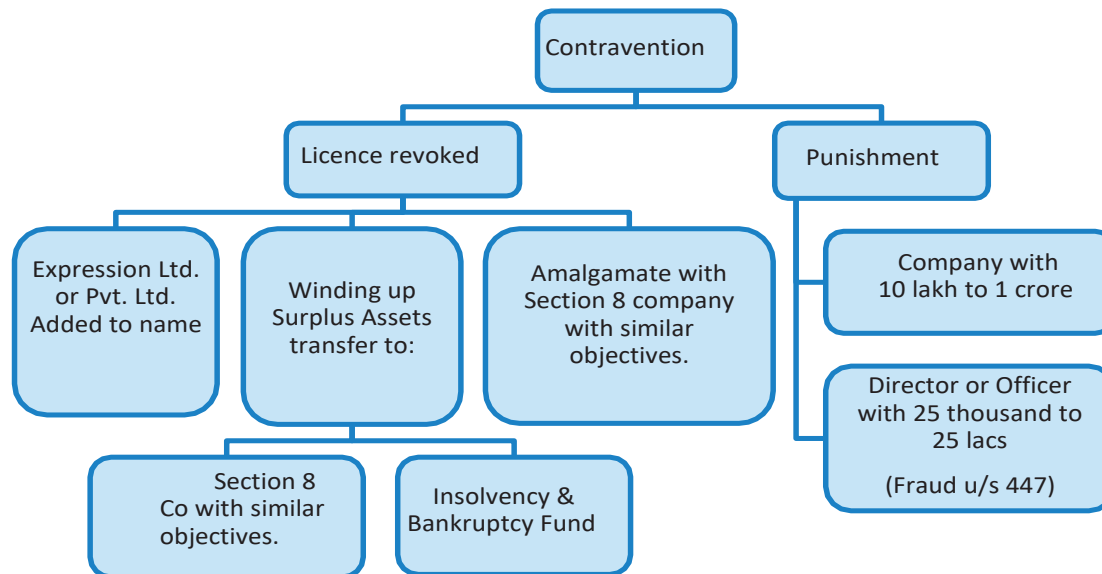 Contravention
Licence revoked
Punishment
Expression Ltd.
or Pvt. Ltd.
Added to name
Winding up
Surplus Assets
transfer to:
Amalgamate with
Section 8 company
with similar
objectives.
Company with
10 lakh to 1 crore
Director or Officer
with 25 thousand to
25 lacs
(Fraud u/s 447)
Section 8
Co with similar
objectives.
Insolvency &
Bankruptcy Fund